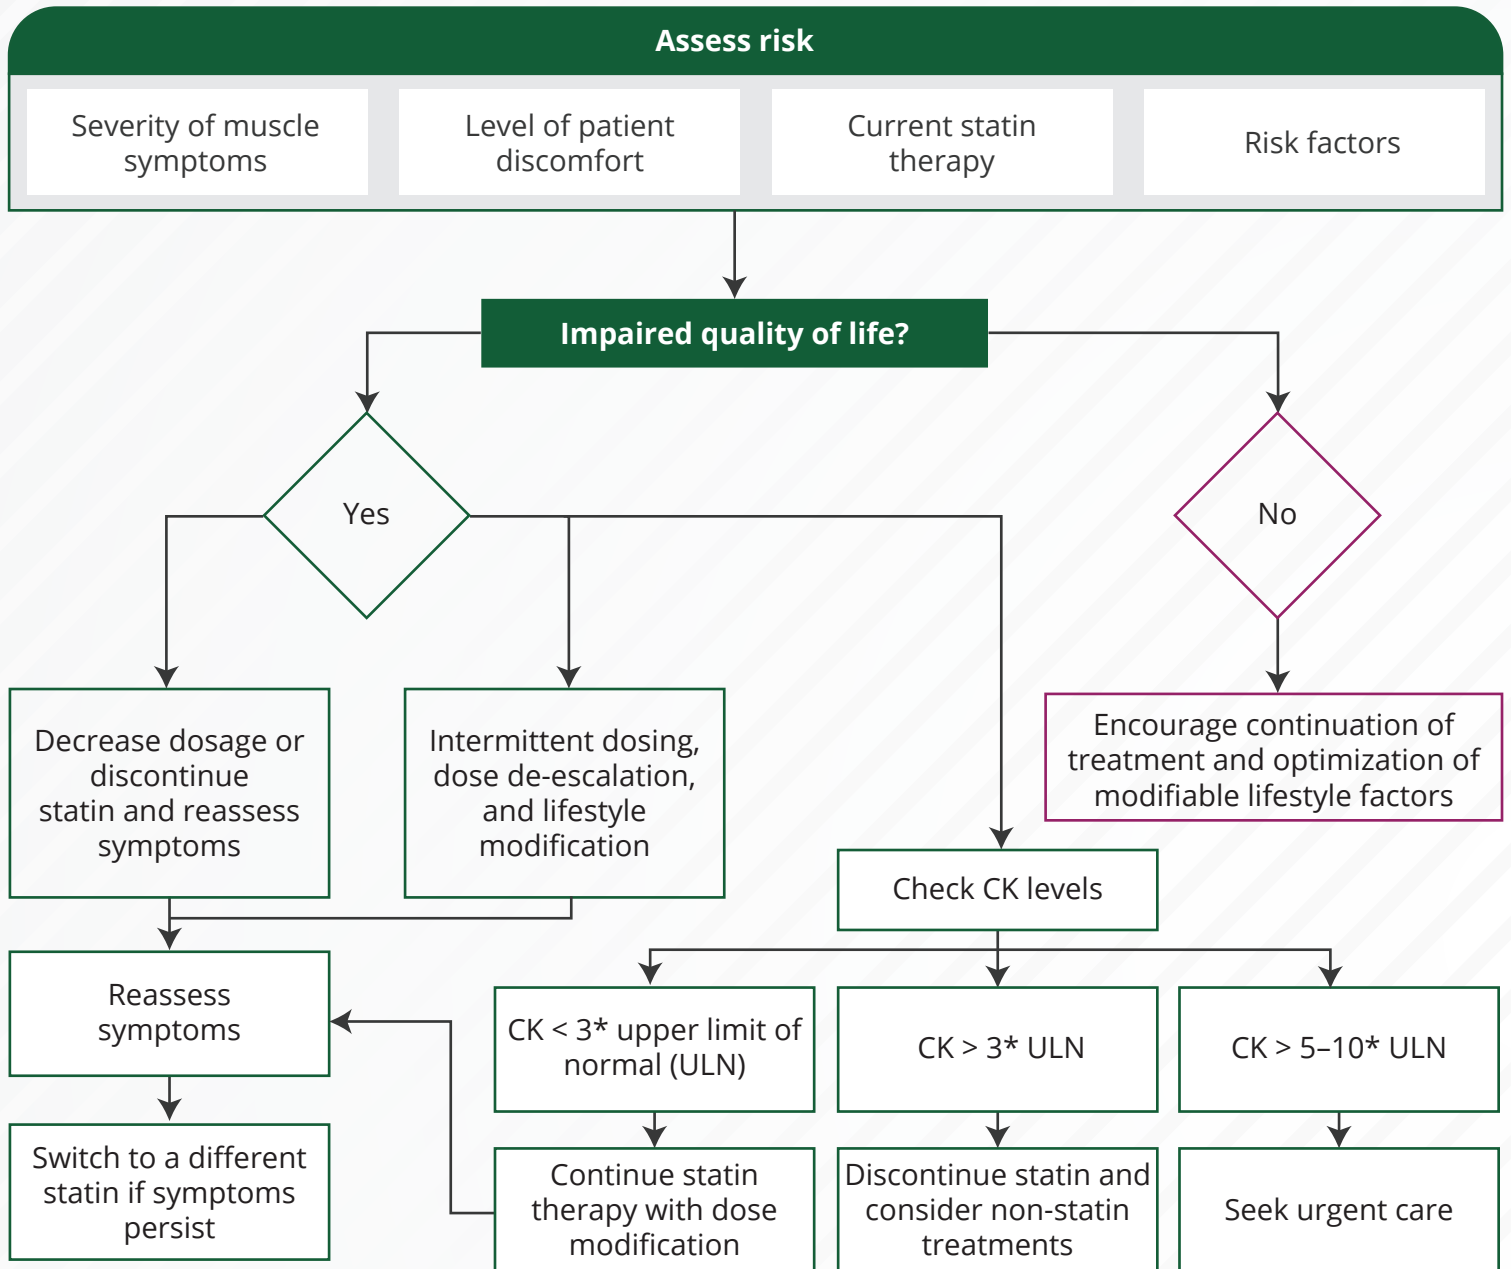 Assess risk
Severity of muscle
symptoms
Level of patient
discomfort
Current statin
therapy
Risk factors
Impaired quality of life?
Yes
No
Decrease dosage or
discontinue
statin and reassess
symptoms
Intermittent dosing,
dose de-escalation,
and lifestyle
modification
Encourage continuation of
treatment and optimization of
modifiable lifestyle factors
Check CK levels
Reassess
symptoms
CK < 3* upper limit of
normal (ULN)
CK > 3* ULN
CK > 5–10* ULN
Switch to a different
statin if symptoms
persist
Continue statin
therapy with dose
modification
Discontinue statin and
consider non-statin
treatments
Seek urgent care